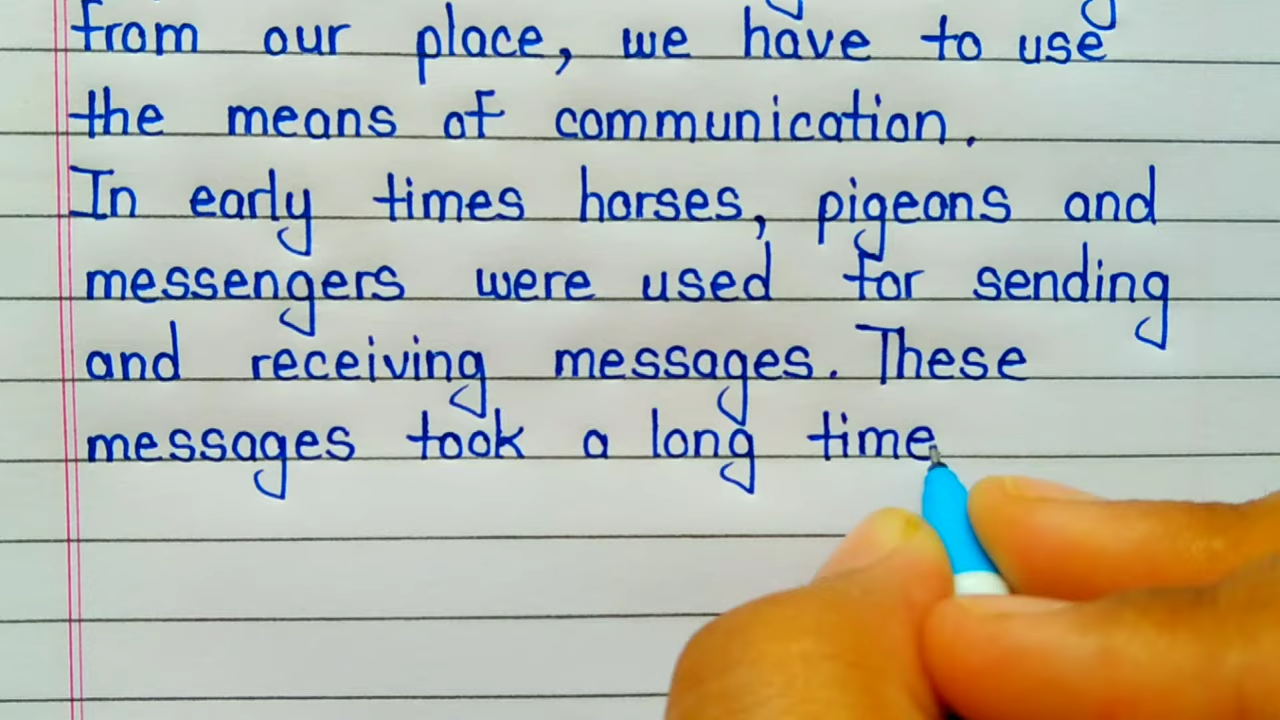 from our place, we have to use
the means of communication.
In early times horses, pigeons and
messengers were used for sending
and receiving messages. These
messages took a long time